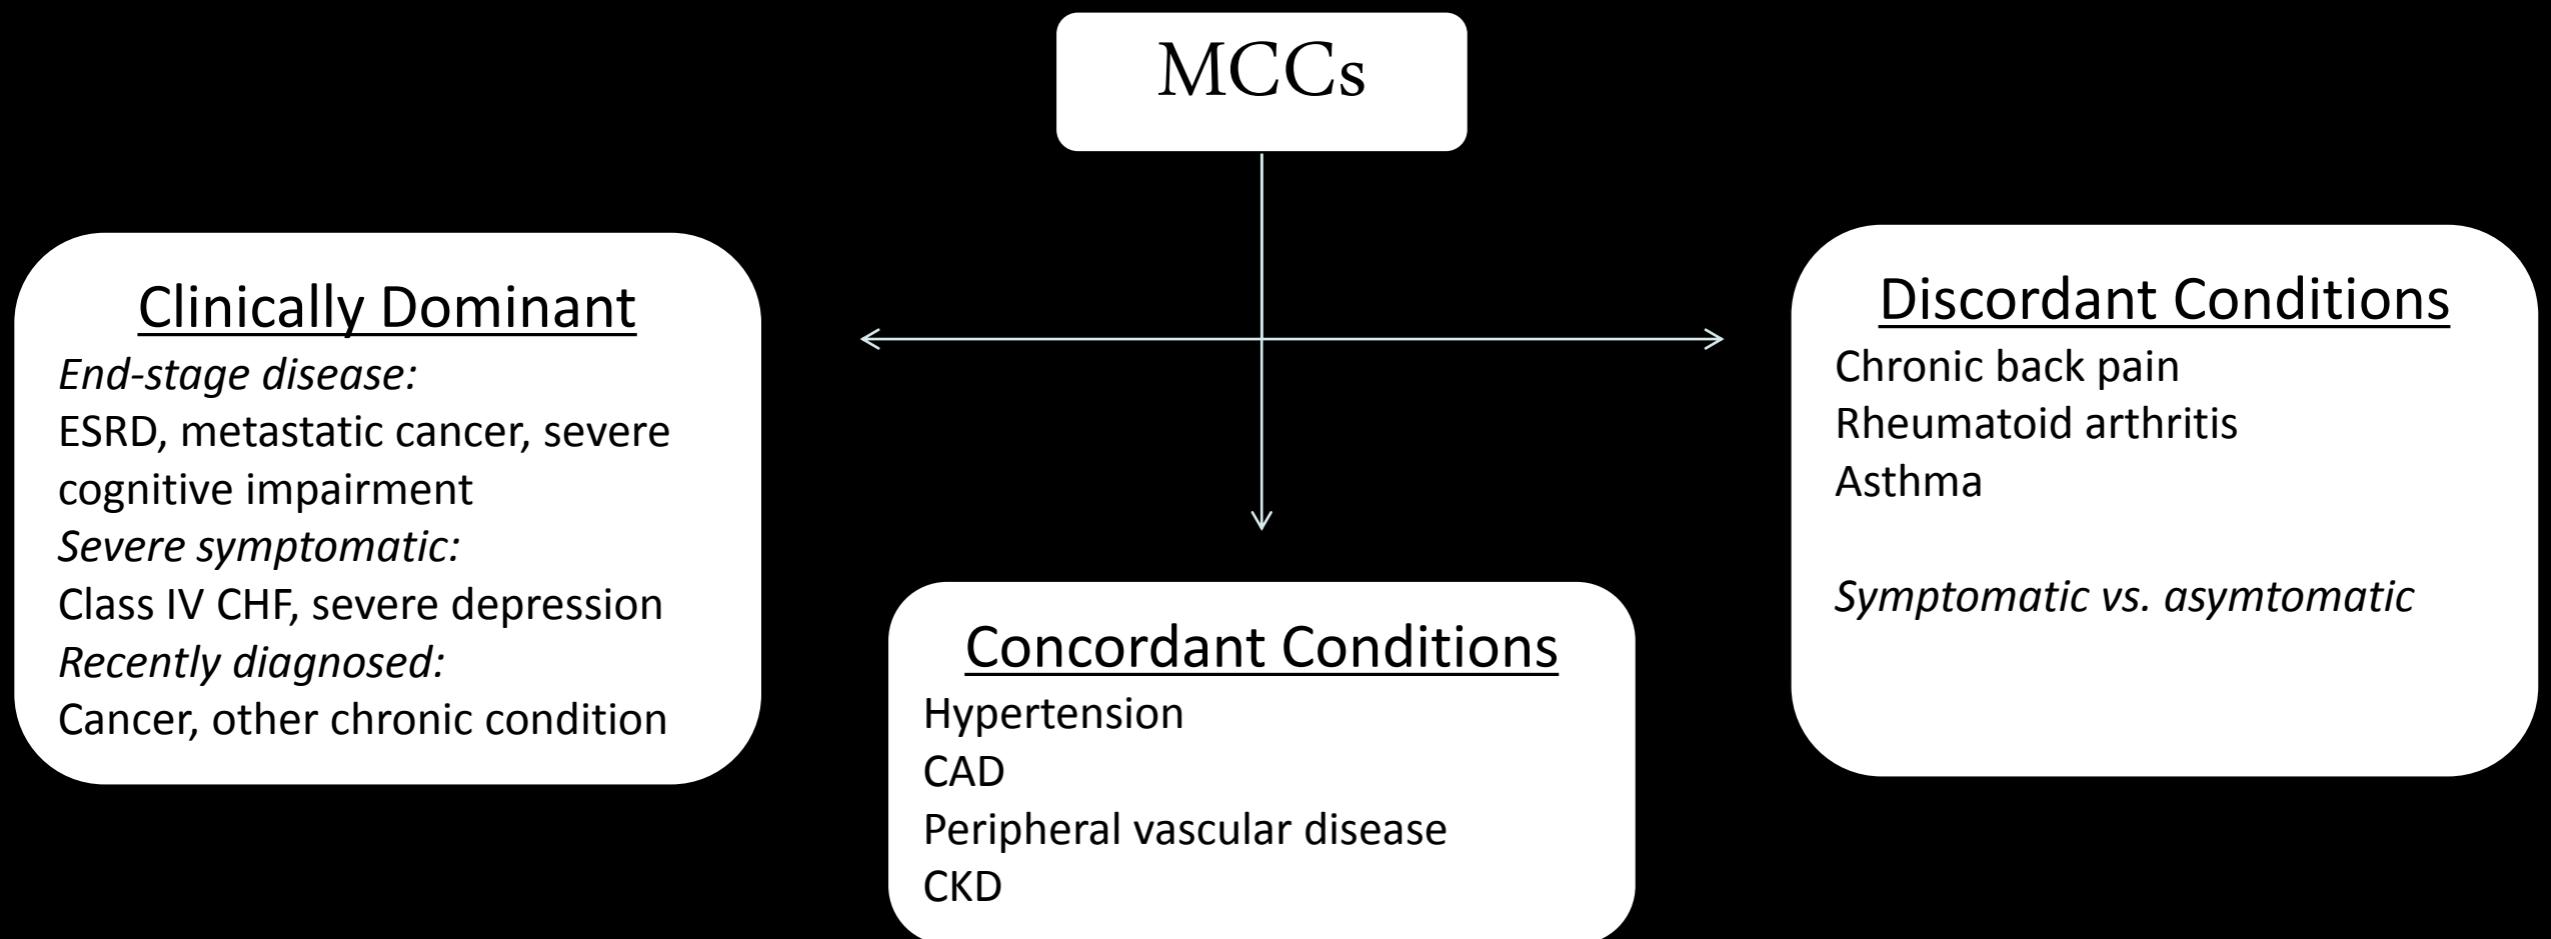 MCCs
Clinically Dominant
End-stage disease:
ESRD, metastatic cancer, severe
cognitive impairment
Severe symptomatic:
Class IV CHF, severe depression
Recently diagnosed:
Cancer, other chronic condition
Concordant Conditions
Hypertension
CAD
Peripheral vascular disease
CKD
Discordant Conditions
Chronic back pain
Rheumatoid arthritis
Asthma
Symptomatic vs. asymtomatic